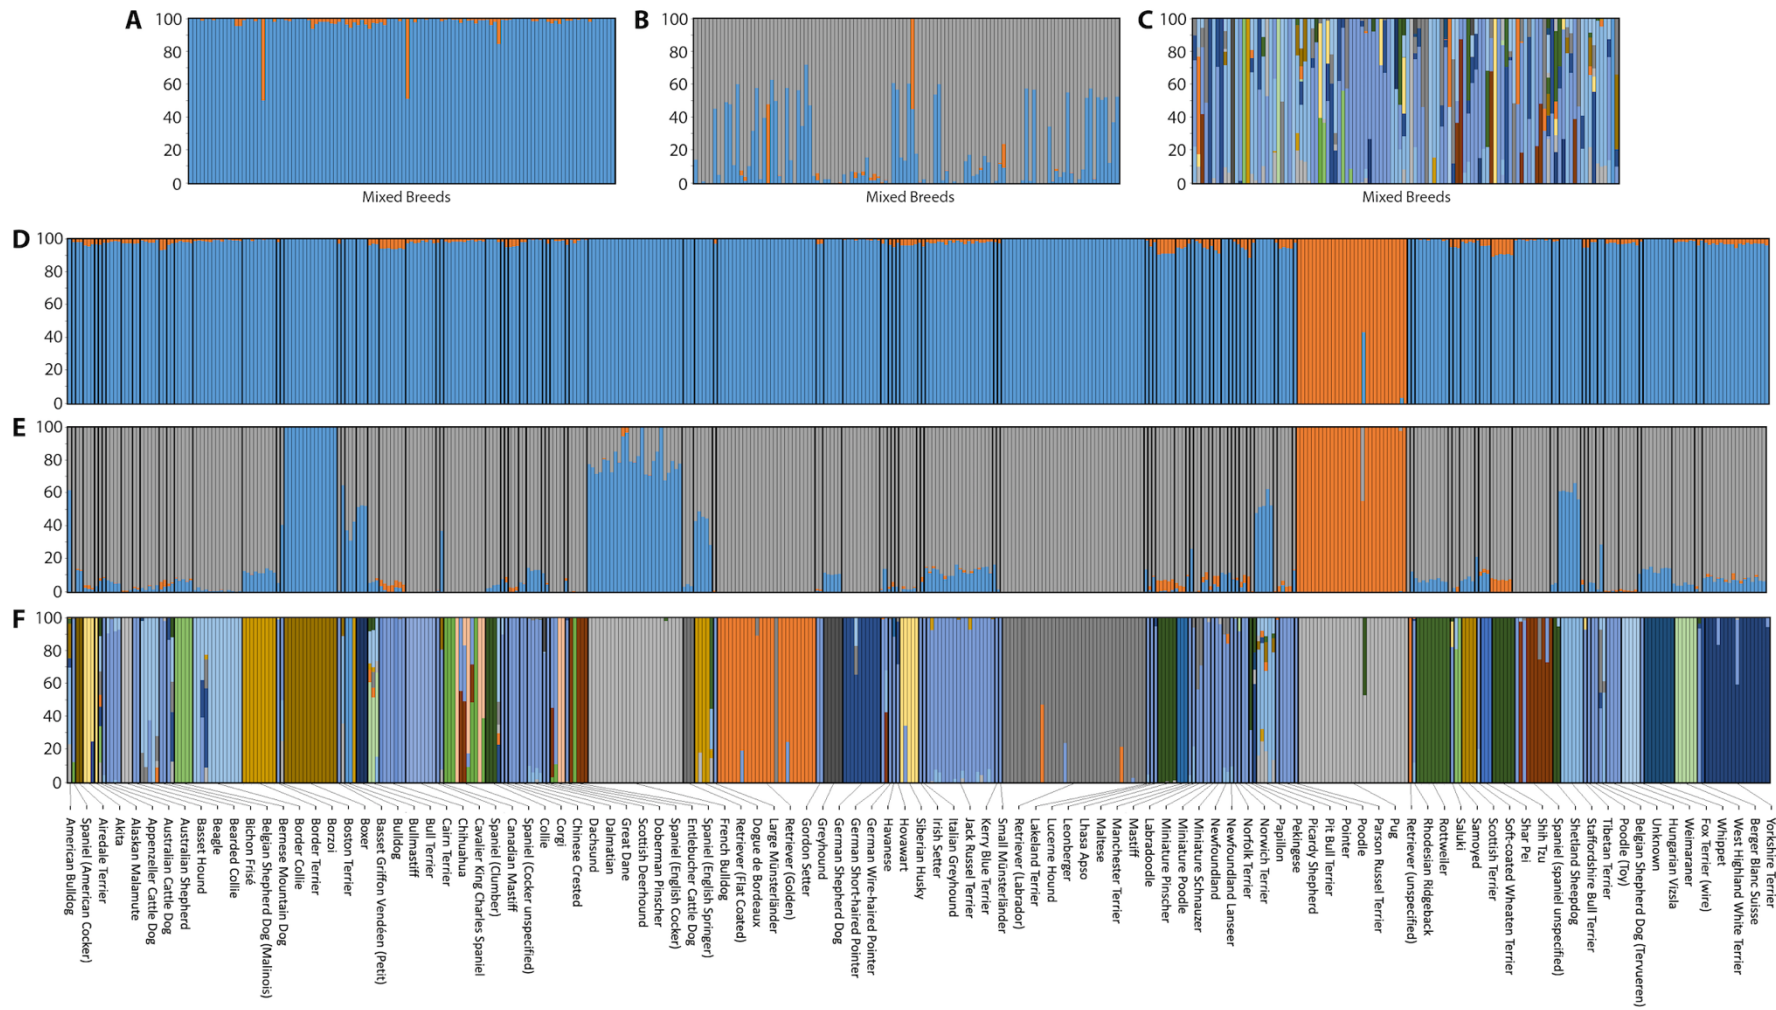 A
100
80
60
40
20
0
Mixed Breeds
B
100
80
60
40
20
0
Mixed Breeds
C
100
80
60
40
20
0
Mixed Breeds
D
100
80
60
40
20
0
E
100
80
60
40
20
0
F
100
80
60
40
20
0
American Bulldog
Spaniel (American Cocker)
Airedale Terrier
Akita
Alaskan Malamute
Appenzeller Cattle Dog
Australian Cattle Dog
Australian Shepherd
Basset Hound
Beagle
Bearded Collie
Bichon Frisé
Belgian Shepherd Dog (Malinois)
Bernese Mountain Dog
Border Collie
Border Terrier
Borzoi
Boston Terrier
Boxer
Basset Griffon Vendéen (Petit)
Bulldog
Bullmastiff
Bull Terrier
Cairn Terrier
Chihuahua
Cavalier King Charles Spaniel
Spaniel (Clumber)
Canadian Mastiff
Spaniel (Cocker unspecified)
Collie
Corgi
Chinese Crested
Dachsund
Dalmatian
Great Dane
Scottish Deerhound
Doberman Pinscher
Spaniel (English Cocker)
Entlebucher Cattle Dog
Spaniel (English Springer)
French Bulldog
Retriever (Flat Coated)
Dogue de Bordeaux
Large Münsterländer
Retriever (Golden)
Gordon Setter
Greyhound
German Shepherd Dog
German Short-haired Pointer
German Wire-haired Pointer
Havanese
Hovawart
Siberian Husky
Irish Setter
Italian Greyhound
Jack Russel Terrier
Kerry Blue Terrier
Small Münsterländer
Retriever (Labrador)
Lakeland Terrier
Lucerne Hound
Leonberger
Lhasa Apso
Maltese
Manchester Terrier
Mastiff
Labradoodle
Miniature Pinscher
Miniature Poodle
Miniature Schnauzer
Newfoundland
Newfoundland Lanseer
Norfolk Terrier
Norwich Terrier
Papillon
Pekingese
Picardy Shepherd
Pit Bull Terrier
Pointer
Poodle
Parson Russel Terrier
Pug
Retriever (unspecified)
Rhodesian Ridgeback
Rottweiler
Saluki
Samoyed
Scottish Terrier
Soft-coated Wheaten Terrier
Shar Pei
Shih Tzu
Spaniel (spaniel unspecified)
Shetland Sheepdog
Staffordshire Bull Terrier
Tibetan Terrier
Poodle (Toy)
Belgian Shepherd Dog (Tervueren)
Unknown
Hungarian Vizsla
Weimaraner
Fox Terrier (wire)
Whippet
West Highland White Terrier
Berger Blanc Suisse
Yorkshire Terrier